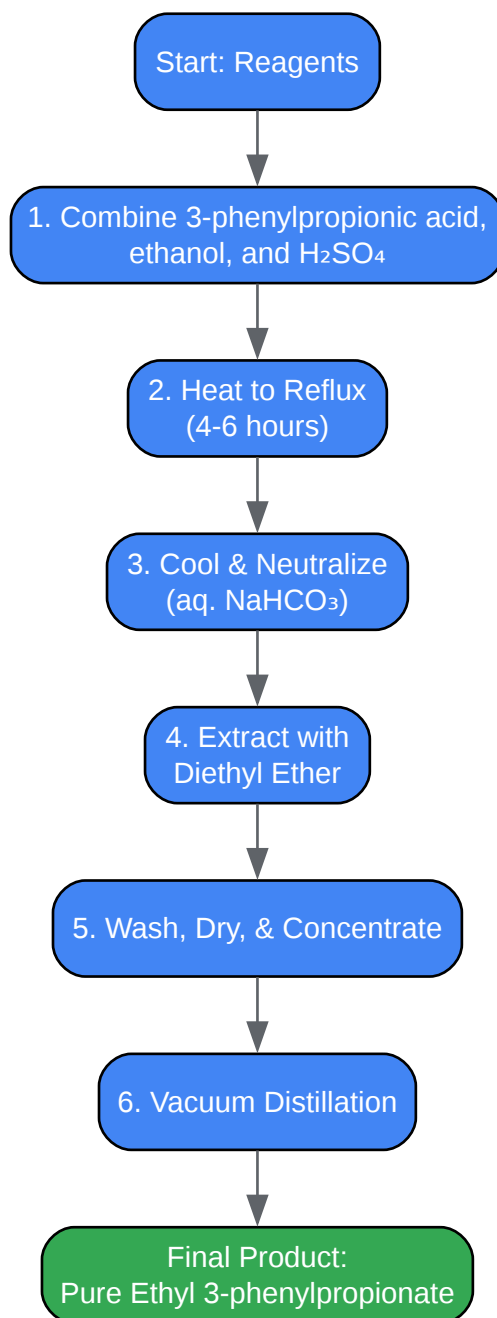 Start: Reagents
1. Combine 3-phenylpropionic acid,
ethanol, and H₂SO₄
2. Heat to Reflux
(4-6 hours)
3. Cool & Neutralize
(aq. NaHCO₃)
4. Extract with
Diethyl Ether
5. Wash, Dry, & Concentrate
6. Vacuum Distillation
Final Product:
Pure Ethyl 3-phenylpropionate